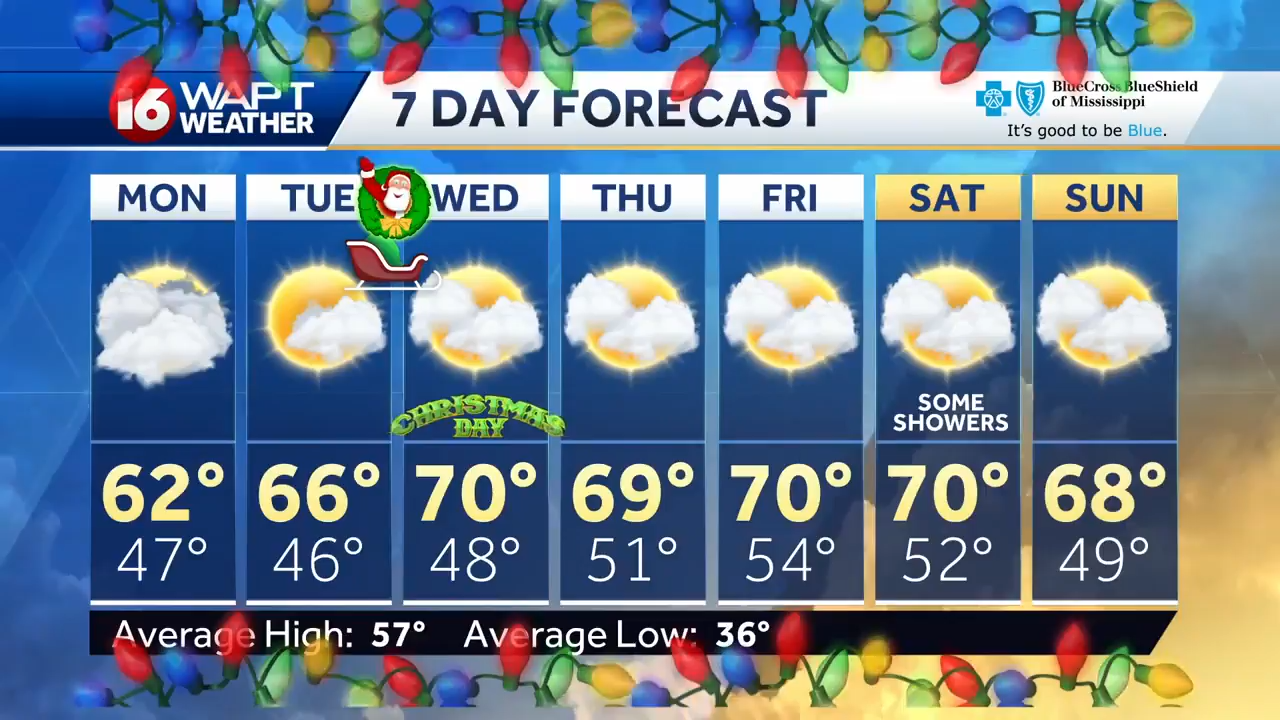 16 WAPT
WEATHER
7 DAY FORECAST
BlueCross BlueShield
of Mississippi
It's good to be Blue.
MON TUE WED THU FRI SAT SUN
CHRISTMAS
DAY
SOME
SHOWERS
62° 66° 70° 69° 70° 70° 68°
47° 46° 48° 51° 54° 52° 49°
Average High: 57° Average Low: 36°